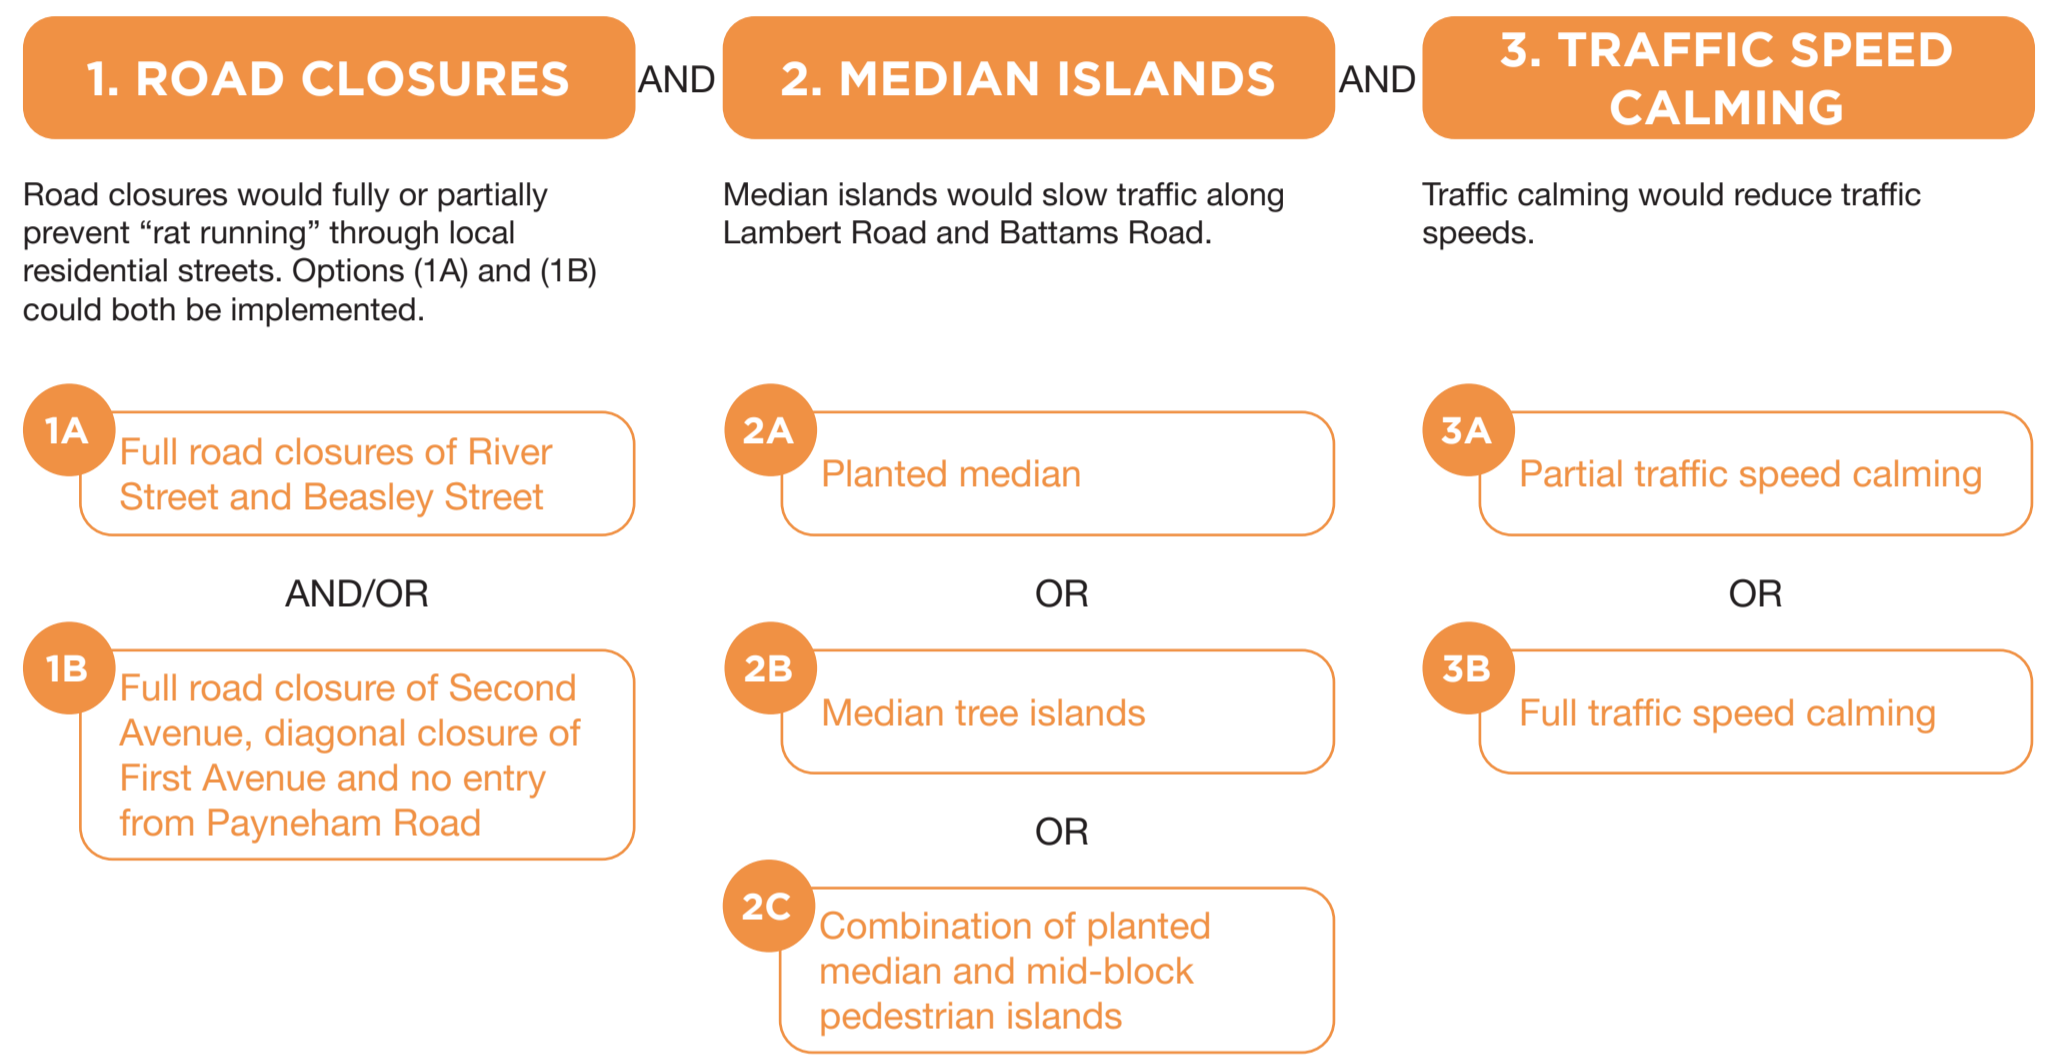 1. ROAD CLOSURES
AND
2. MEDIAN ISLANDS
AND
3. TRAFFIC SPEED
CALMING
Road closures would fully or partially
prevent “rat running” through local
residential streets. Options (1A) and (1B)
could both be implemented.
Median islands would slow traffic along
Lambert Road and Battams Road.
Traffic calming would reduce traffic
speeds.
1A
Full road closures of River
Street and Beasley Street
AND/OR
1B
Full road closure of Second
Avenue, diagonal closure of
First Avenue and no entry
from Payneham Road
2A
Planted median
OR
2B
Median tree islands
OR
2C
Combination of planted
median and mid-block
pedestrian islands
3A
Partial traffic speed calming
OR
3B
Full traffic speed calming